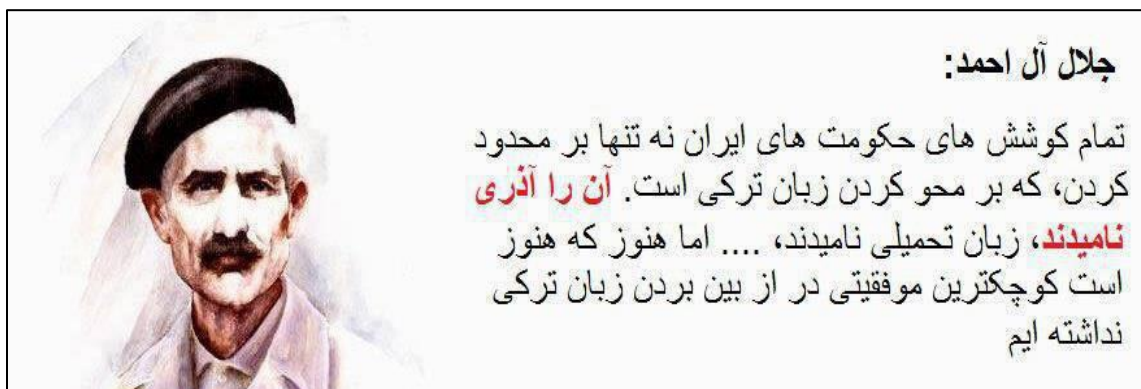 جلال آل احمد:
تمام کوشش های حکومت های ایران نه تنها بر محدود
کردن، که بر محو کردن زبان ترکی است. آن را آذری
نامیدند، زبان تحمیلی نامیدند، .... اما هنوز که هنوز
است کوچکترین موفقیتی در از بین بردن زبان ترکی
نداشته ایم